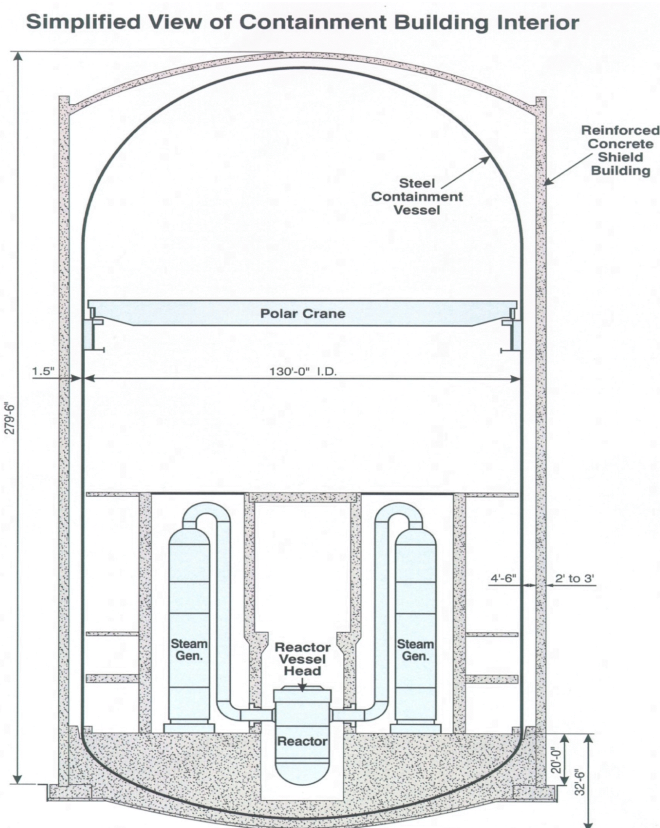 Simplified View of Containment Building Interior
Reinforced
Concrete
Shield
Building
Steel
Containment
Vessel
Polar Crane
1.5"
130'-0" I.D.
279'-6"
4'-6"
2' to 3'
Steam
Gen.
Reactor
Vessel
Head
Steam
Gen.
Reactor
20'-0"
32'-6"